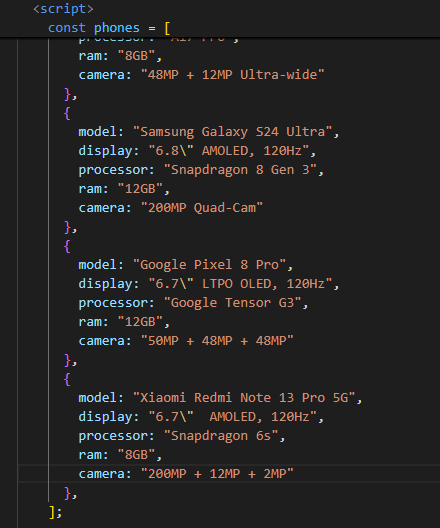 <script>
const phones = [
processor: "A17 Pro",
ram: "8GB",
camera: "48MP + 12MP Ultra-wide"
},
{
model: "Samsung Galaxy S24 Ultra",
display: "6.8\" AMOLED, 120Hz",
processor: "Snapdragon 8 Gen 3",
ram: "12GB",
camera: "200MP Quad-Cam"
},
{
model: "Google Pixel 8 Pro",
display: "6.7\" LTPO OLED, 120Hz",
processor: "Google Tensor G3",
ram: "12GB",
camera: "50MP + 48MP + 48MP"
},
{
model: "Xiaomi Redmi Note 13 Pro 5G",
display: "6.7\"  AMOLED, 120Hz",
processor: "Snapdragon 6s",
ram: "8GB",
camera: "200MP + 12MP + 2MP"
},
];